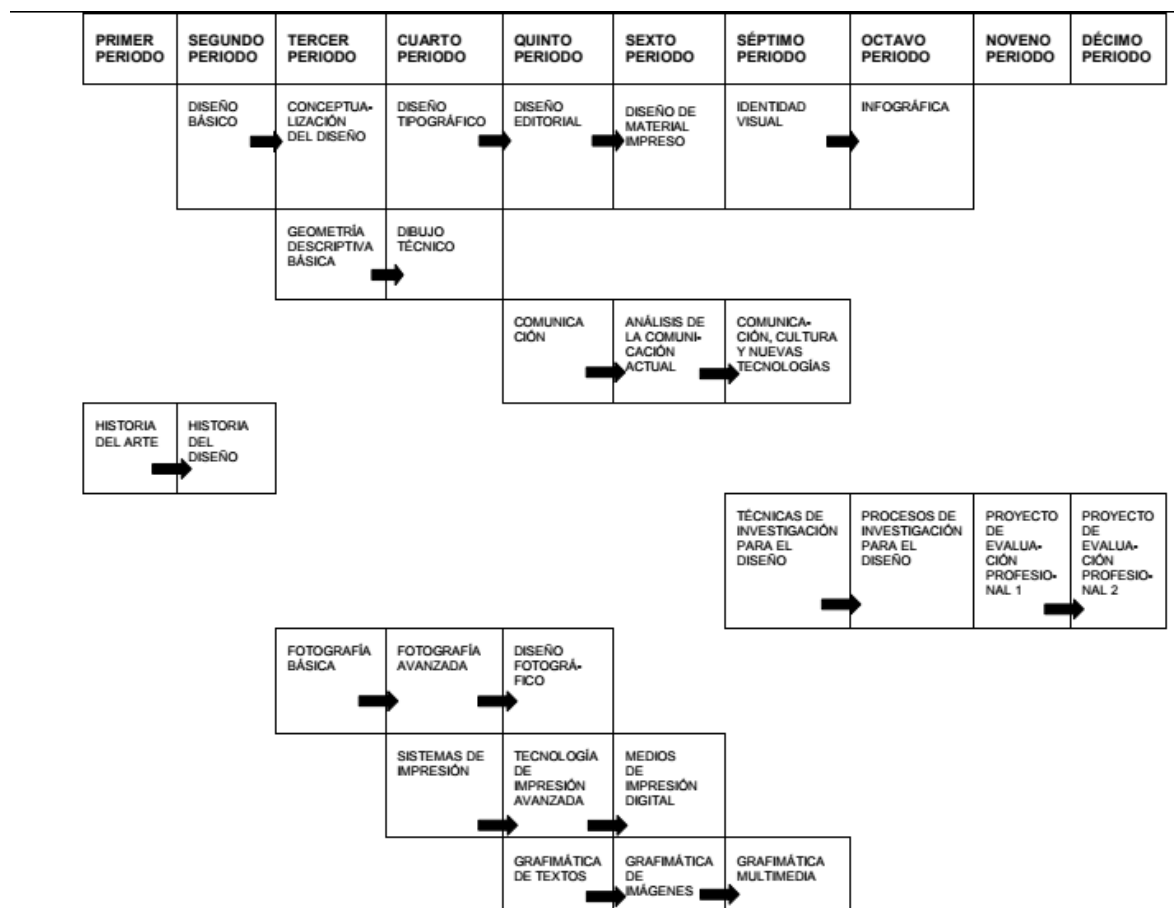 PRIMER
PERIODO
SEGUNDO
PERIODO
TERCER
PERIODO
CUARTO
PERIODO
QUINTO
PERIODO
SEXTO
PERIODO
SÉPTIMO
PERIODO
OCTAVO
PERIODO
NOVENO
PERIODO
DÉCIMO
PERIODO
DISEÑO
BÁSICO
CONCEPTUA-
LIZACIÓN
DEL DISEÑO
DISEÑO
TIPOGRÁFICO
DISEÑO
EDITORIAL
DISEÑO DE
MATERIAL
IMPRESO
IDENTIDAD
VISUAL
INFOGRÁFICA
GEOMETRÍA
DESCRIPTIVA
BÁSICA
DIBUJO
TÉCNICO
COMUNICA
CIÓN
ANÁLISIS DE
LA COMUNI-
CACIÓN
ACTUAL
COMUNICA-
CIÓN, CULTURA
Y NUEVAS
TECNOLOGÍAS
HISTORIA
DEL ARTE
HISTORIA
DEL
DISEÑO
TÉCNICAS DE
INVESTIGACIÓN
PARA EL
DISEÑO
PROCESOS DE
INVESTIGACIÓN
PARA EL
DISEÑO
PROYECTO
DE
EVALUA-
CIÓN
PROFESIO-
NAL 1
PROYECTO
DE
EVALUA-
CIÓN
PROFESIO-
NAL 2
FOTOGRAFÍA
BÁSICA
FOTOGRAFÍA
AVANZADA
DISEÑO
FOTOGRÁ-
FICO
SISTEMAS DE
IMPRESIÓN
TECNOLOGÍA
DE
IMPRESIÓN
AVANZADA
MEDIOS
DE
IMPRESIÓN
DIGITAL
GRAFIMÁTICA
DE TEXTOS
GRAFIMÁTICA
DE
IMÁGENES
GRAFIMÁTICA
MULTIMEDIA